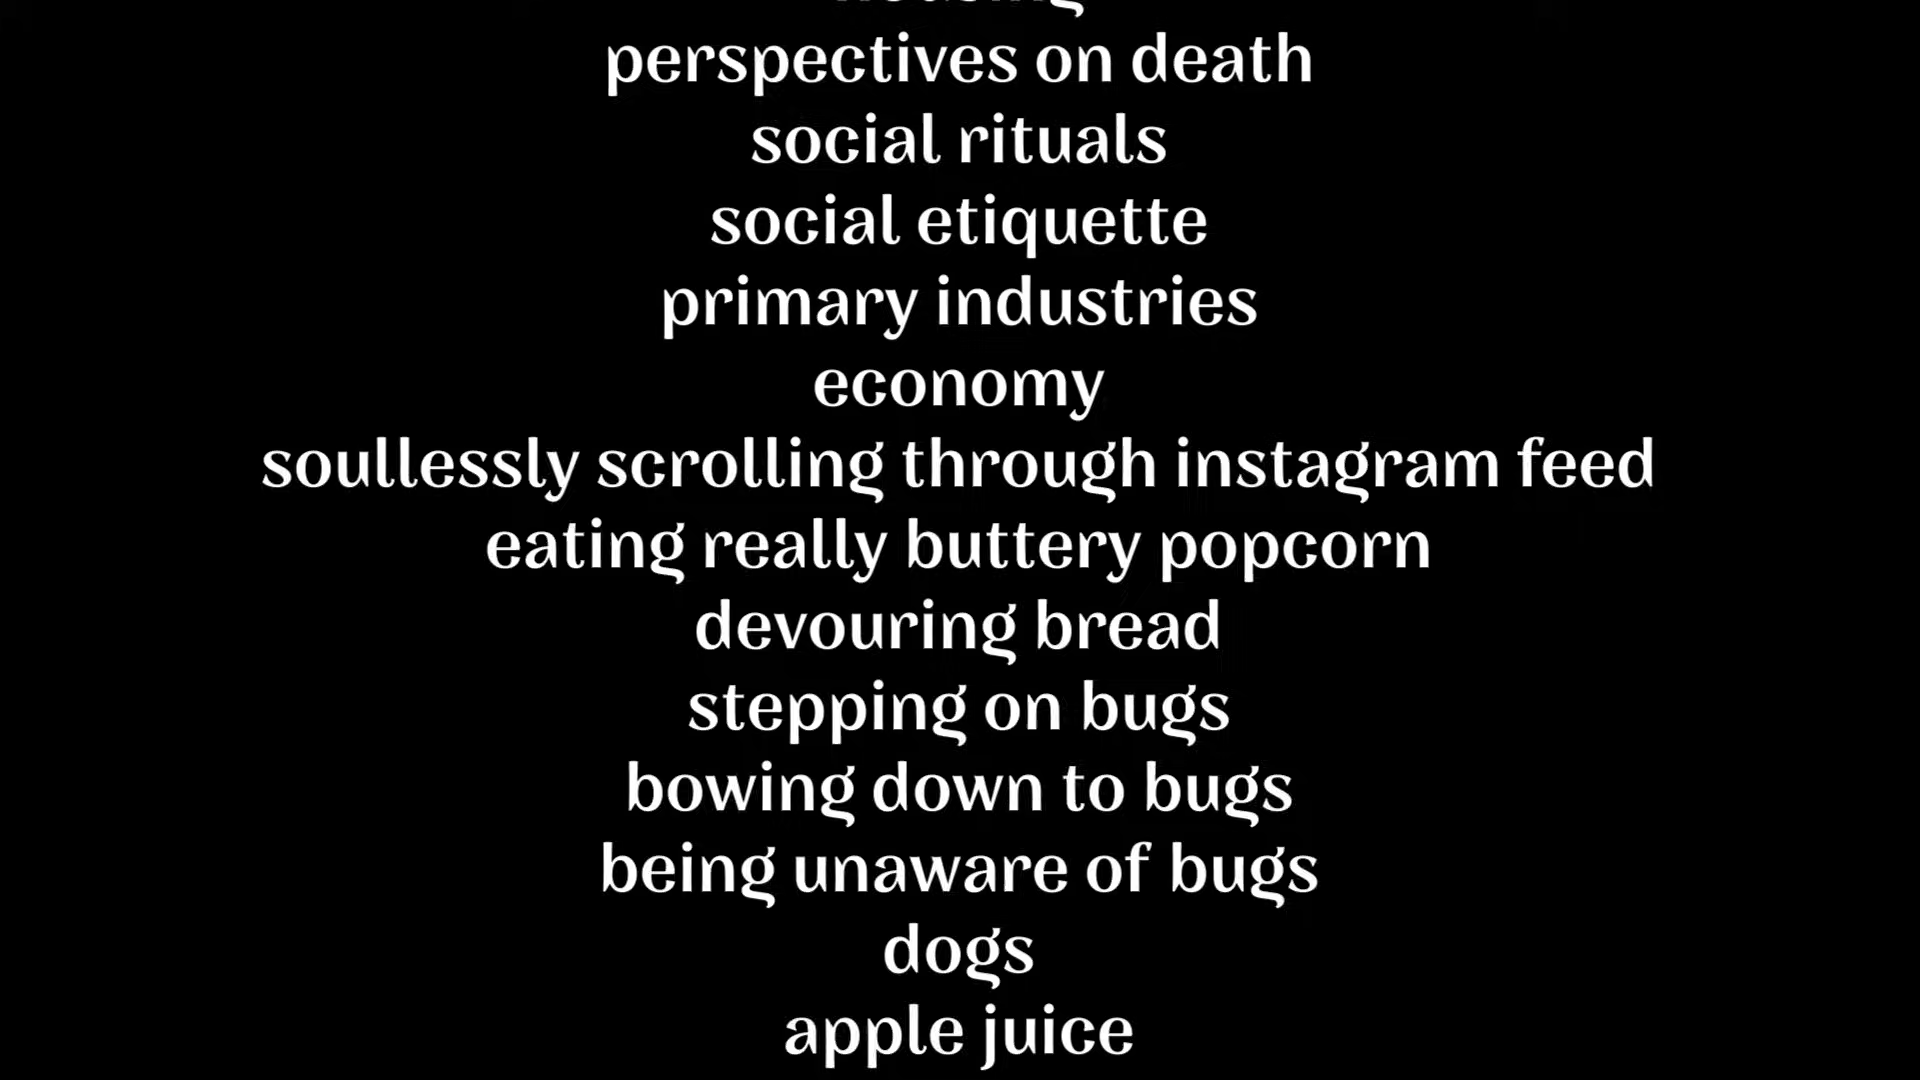 perspectives on death
social rituals
social etiquette
primary industries
economy
soullessly scrolling through instagram feed
eating really buttery popcorn
devouring bread
stepping on bugs
bowing down to bugs
being unaware of bugs
dogs
apple juice